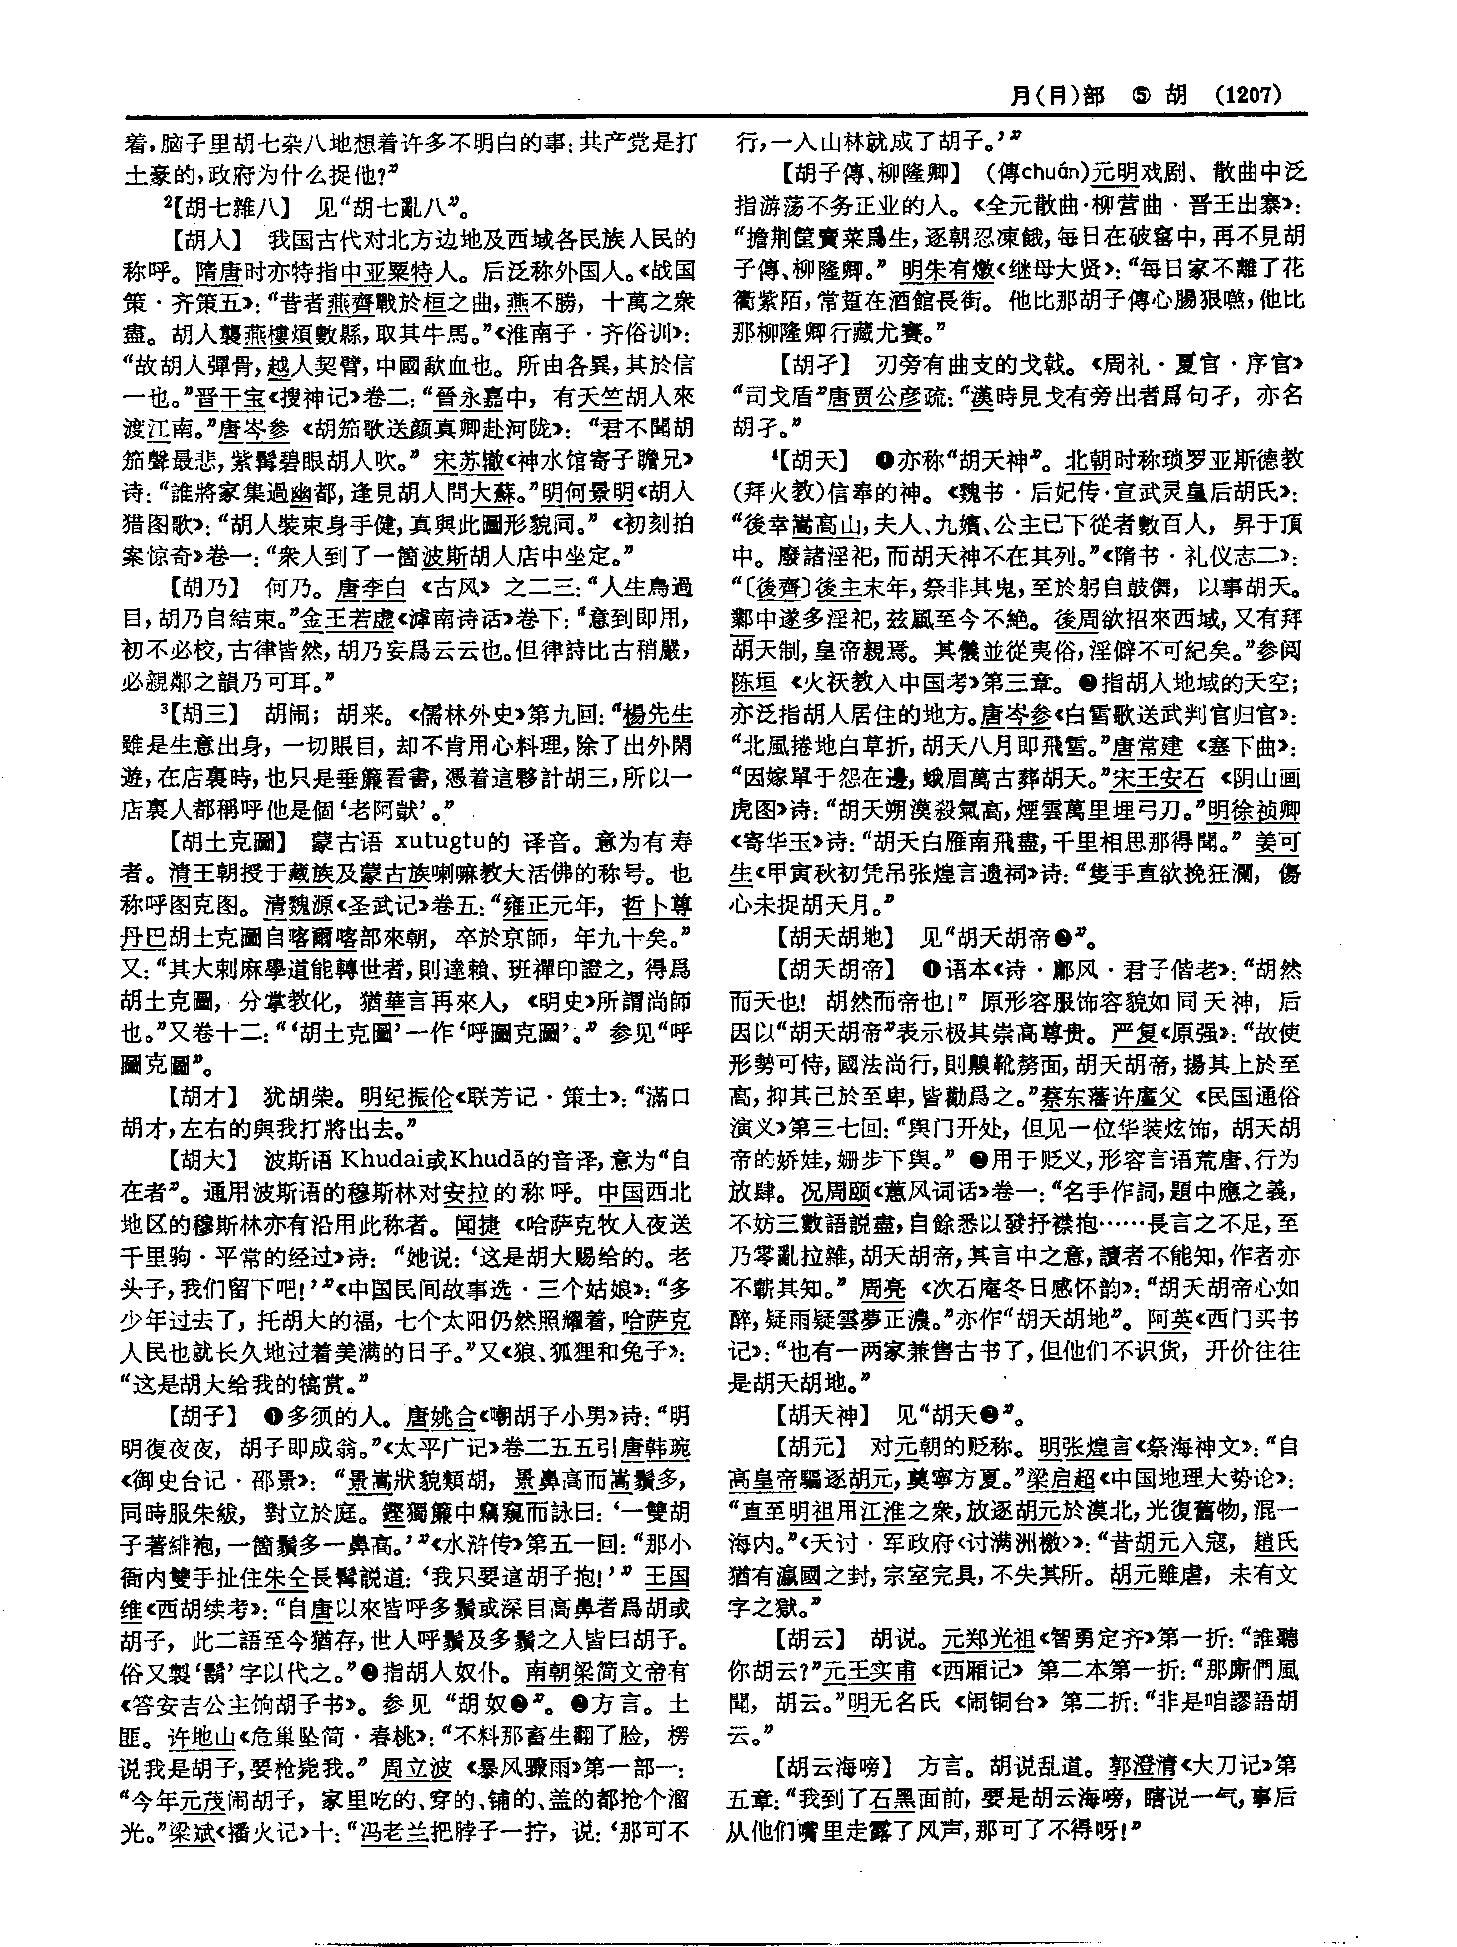 月(月)部 ⑤ 胡 (1207)
着,脑子里胡七杂八地想着许多不明白的事:共产党是打
土豪的,政府为什么捉他?”
²【胡七雜八】 见“胡七亂八”。
【胡人】 我国古代对北方边地及西域各民族人民的
称呼。隋唐时亦特指中亚粟特人。后泛称外国人。《战国
策·齐策五》:“昔者燕齊戰於桓之曲,燕不勝,十萬之衆
盡。胡人襲燕樓煩數縣,取其牛馬。”《淮南子·齐俗训》:
“故胡人彈骨,越人契臂,中國歃血也。所由各異,其於信
一也。”晋干宝《搜神记》卷二:“晉永嘉中,有天竺胡人來
渡江南。”唐岑参《胡笳歌送颜真卿赴河陇》:“君不聞胡
笳聲最悲,紫髯碧眼胡人吹。”宋苏辙《神水馆寄子瞻兄》
诗:“誰將家集過幽都,逢見胡人問大蘇。”明何景明《胡人
猎图歌》:“胡人裝束身手健,真與此圖形貌同。”《初刻拍
案惊奇》卷一:“衆人到了一箇波斯胡人店中坐定。”
【胡乃】 何乃。唐李白《古风》之二三:“人生鳥過
目,胡乃自結束。”金王若虚《滹南诗话》卷下:“意到即用,
初不必校,古律皆然,胡乃妄爲云云也。但律詩比古稍嚴,
必親鄰之韻乃可耳。”
³【胡三】 胡闹;胡来。《儒林外史》第九回:“楊先生
雖是生意出身,一切賬目,却不肯用心料理,除了出外閑
遊,在店裏時,也只是垂簾看書,憑着這夥計胡三,所以一
店裏人都稱呼他是個‘老阿獃’。”
【胡土克圖】 蒙古语 xutugtu的 译音。意为有寿
者。清王朝授于藏族及蒙古族喇嘛教大活佛的称号。也
称呼图克图。清魏源《圣武记》卷五:“雍正元年,哲卜尊
丹巴胡土克圖自喀爾喀部來朝,卒於京師,年九十矣。”
又:“其大剌麻學道能轉世者,則達賴、班禪印證之,得爲
胡土克圖,分掌教化,猶華言再來人,《明史》所謂尚師
也。”又卷十二:“‘胡土克圖’一作‘呼圖克圖’。”参见“呼
圖克圖”。
【胡才】 犹胡柴。明纪振伦《联芳记·策士》:“滿口
胡才,左右的與我打將出去。”
【胡大】 波斯语 Khudai或Khudā的音译,意为“自
在者”。通用波斯语的穆斯林对安拉的称呼。中国西北
地区的穆斯林亦有沿用此称者。闻捷《哈萨克牧人夜送
千里驹·平常的经过》诗:“她说:‘这是胡大赐给的。老
头子,我们留下吧!’”《中国民间故事选·三个姑娘》:“多
少年过去了,托胡大的福,七个太阳仍然照耀着,哈萨克
人民也就长久地过着美满的日子。”又《狼、狐狸和兔子》:
“这是胡大给我的犒赏。”
【胡子】 ❶多须的人。唐姚合《嘲胡子小男》诗:“明
明復夜夜,胡子即成翁。”《太平广记》卷二五五引唐韩琬
《御史台记·邵景》:“景嵩狀貌類胡,景鼻高而嵩鬚多,
同時服朱紱,對立於庭。鏗獨簾中竊窺而詠曰:‘一雙胡
子著緋袍,一箇鬚多一鼻高。’”《水浒传》第五一回:“那小
衙内雙手扯住朱仝長髯説道:‘我只要這胡子抱!’”王国
维《西胡续考》:“自唐以來皆呼多鬚或深目高鼻者爲胡或
胡子,此二語至今猶存,世人呼鬚及多鬚之人皆曰胡子。
俗又製‘鬍’字以代之。”❷指胡人奴仆。南朝梁简文帝有
《答安吉公主饷胡子书》。参见“胡奴❷”。❸方言。土
匪。许地山《危巢坠简·春桃》:“不料那畜生翻了脸,楞
说我是胡子,要枪毙我。”周立波《暴风骤雨》第一部一:
“今年元茂闹胡子,家里吃的、穿的、铺的、盖的都抢个溜
光。”梁斌《播火记》十:“冯老兰把脖子一拧,说:‘那可不
行,一入山林就成了胡子。’”
【胡子傳、柳隆卿】 (傳chuán)元明戏剧、散曲中泛
指游荡不务正业的人。《全元散曲·柳营曲·晋王出寨》:
“擔荆筐賣菜爲生,逐朝忍凍餓,每日在破窑中,再不見胡
子傳、柳隆卿。”明朱有燉《继母大贤》:“每日家不離了花
衢紫陌,常踅在酒館長街。他比那胡子傳心腸狠嚥,他比
那柳隆卿行藏尤賽。”
【胡孑】 刃旁有曲支的戈戟。《周礼·夏官·序官》
“司戈盾”唐贾公彦疏:“漢時見戈有旁出者爲句孑,亦名
胡孑。”
⁴【胡天】 ❶亦称“胡天神”。北朝时称琐罗亚斯德教
(拜火教)信奉的神。《魏书·后妃传·宣武灵皇后胡氏》:
“後幸嵩高山,夫人、九嬪、公主已下從者數百人,昇于頂
中。廢諸淫祀,而胡天神不在其列。”《隋书·礼仪志二》:
“〔後齊〕後主末年,祭非其鬼,至於躬自鼓儛,以事胡天。
鄴中遂多淫祀,兹風至今不絶。後周欲招來西域,又有拜
胡天制,皇帝親焉。其儀並從夷俗,淫僻不可紀矣。”参阅
陈垣《火祆教入中国考》第三章。❷指胡人地域的天空;
亦泛指胡人居住的地方。唐岑参《白雪歌送武判官归官》:
“北風捲地白草折,胡天八月即飛雪。”唐常建《塞下曲》:
“因嫁單于怨在邊,蛾眉萬古葬胡天。”宋王安石《阴山画
虎图》诗:“胡天朔漠殺氣高,煙雲萬里埋弓刀。”明徐祯卿
《寄华玉》诗:“胡天白雁南飛盡,千里相思那得聞。”姜可
生《甲寅秋初凭吊张煌言遗祠》诗:“隻手直欲挽狂瀾,傷
心未捉胡天月。”
【胡天胡地】 见“胡天胡帝❷”。
【胡天胡帝】 ❶语本《诗·鄘风·君子偕老》:“胡然
而天也!胡然而帝也!”原形容服饰容貌如同天神,后
因以“胡天胡帝”表示极其崇高尊贵。严复《原强》:“故使
形勢可恃,國法尚行,則靦靴剺面,胡天胡帝,揚其上於至
高,抑其己於至卑,皆勸爲之。”蔡东藩许廑父《民国通俗
演义》第三七回:“舆门开处,但见一位华装炫饰,胡天胡
帝的娇娃,姗步下舆。”❷用于贬义,形容言语荒唐、行为
放肆。况周颐《蕙风词话》卷一:“名手作詞,題中應之義,
不妨三數語説盡,自餘悉以發抒襟抱……長言之不足,至
乃零亂拉雜,胡天胡帝,其言中之意,讀者不能知,作者亦
不蘄其知。”周亮《次石庵冬日感怀韵》:“胡天胡帝心如
醉,疑雨疑雲夢正濃。”亦作“胡天胡地”。阿英《西门买书
记》:“也有一两家兼售古书了,但他们不识货,开价往往
是胡天胡地。”
【胡天神】 见“胡天❷”。
【胡元】 对元朝的贬称。明张煌言《祭海神文》:“自
高皇帝驅逐胡元,奠寧方夏。”梁启超《中国地理大势论》:
“直至明祖用江淮之衆,放逐胡元於漠北,光復舊物,混一
海内。”《天讨·军政府〈讨满洲檄〉》:“昔胡元入寇,趙氏
猶有瀛國之封,宗室完具,不失其所。胡元雖虐,未有文
字之獄。”
【胡云】 胡说。元郑光祖《智勇定齐》第一折:“誰聽
你胡云?”元王实甫《西厢记》第二本第一折:“那厮們風
聞,胡云。”明无名氏《闹铜台》第二折:“非是咱謬語胡
云。”
【胡云海嗙】 方言。胡说乱道。郭澄清《大刀记》第
五章:“我到了石黑面前,要是胡云海嗙,瞎说一气,事后
从他们嘴里走露了风声,那可了不得呀!”